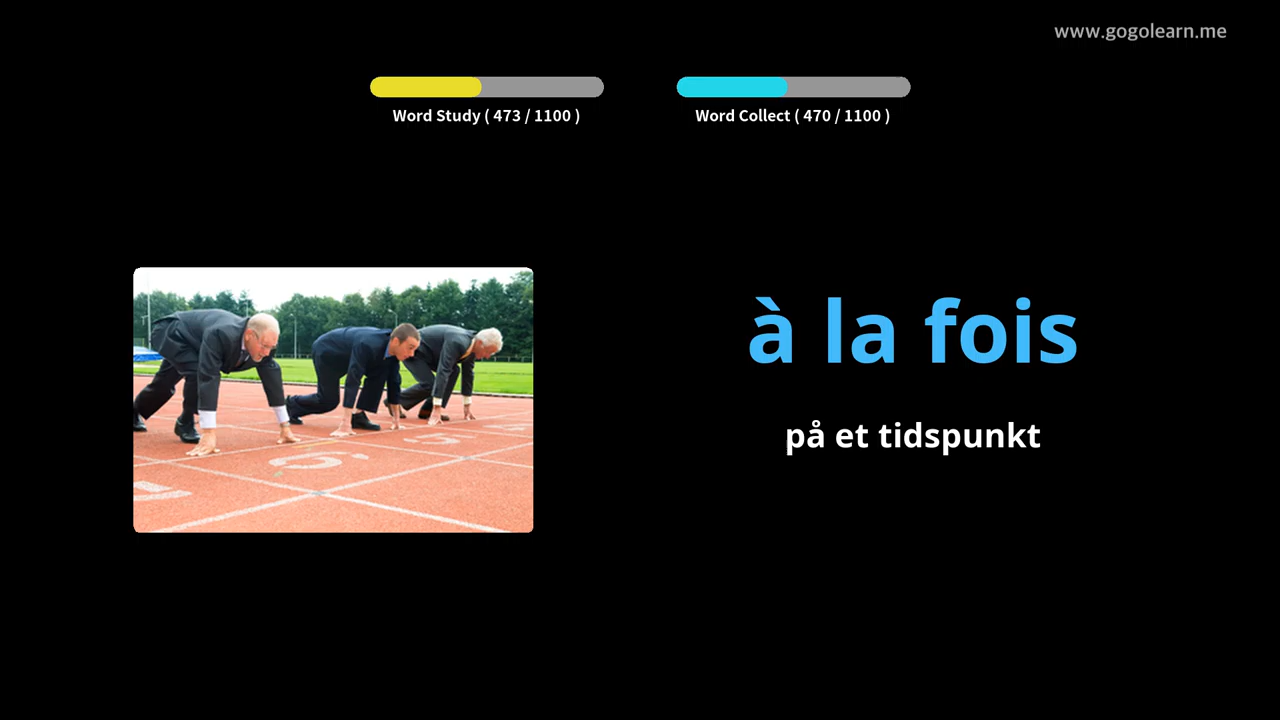 www.gogolearn.me
Word Study ( 473 / 1100 )
Word Collect ( 470 / 1100 )
à la fois
på et tidspunkt